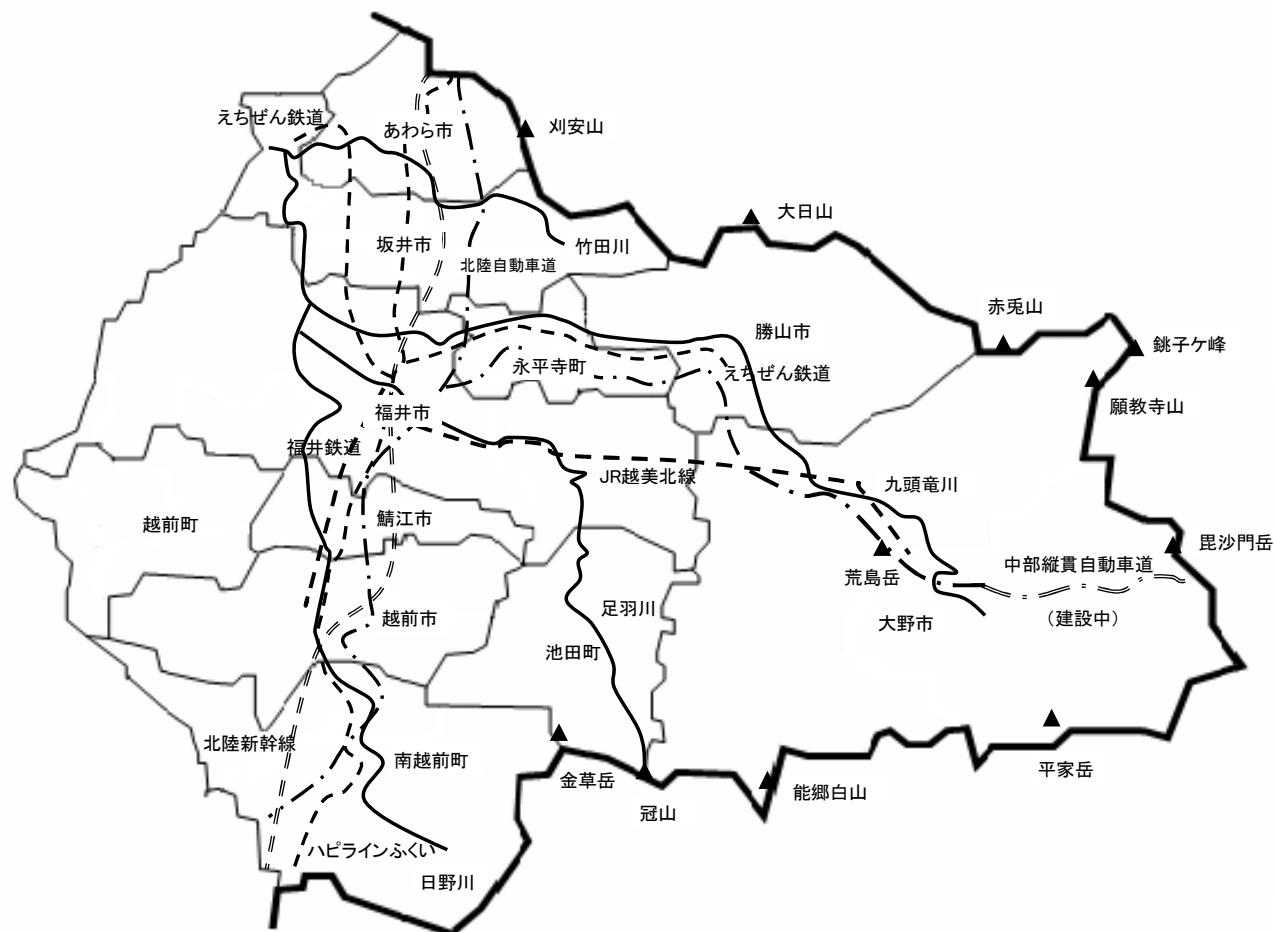 えちぜん鉄道
あわら市
刈安山
大日山
竹田川
坂井市
北陸自動車道
赤兎山
勝山市
銚子ケ峰
永平寺町
えちぜん鉄道
願教寺山
福井市
福井鉄道
JR越美北線
九頭竜川
越前町
鯖江市
毘沙門岳
荒島岳
中部縦貫自動車道
(建設中)
越前市
足羽川
大野市
池田町
北陸新幹線
南越前町
金草岳
冠山
能郷白山
平家岳
ハピラインふくい
日野川